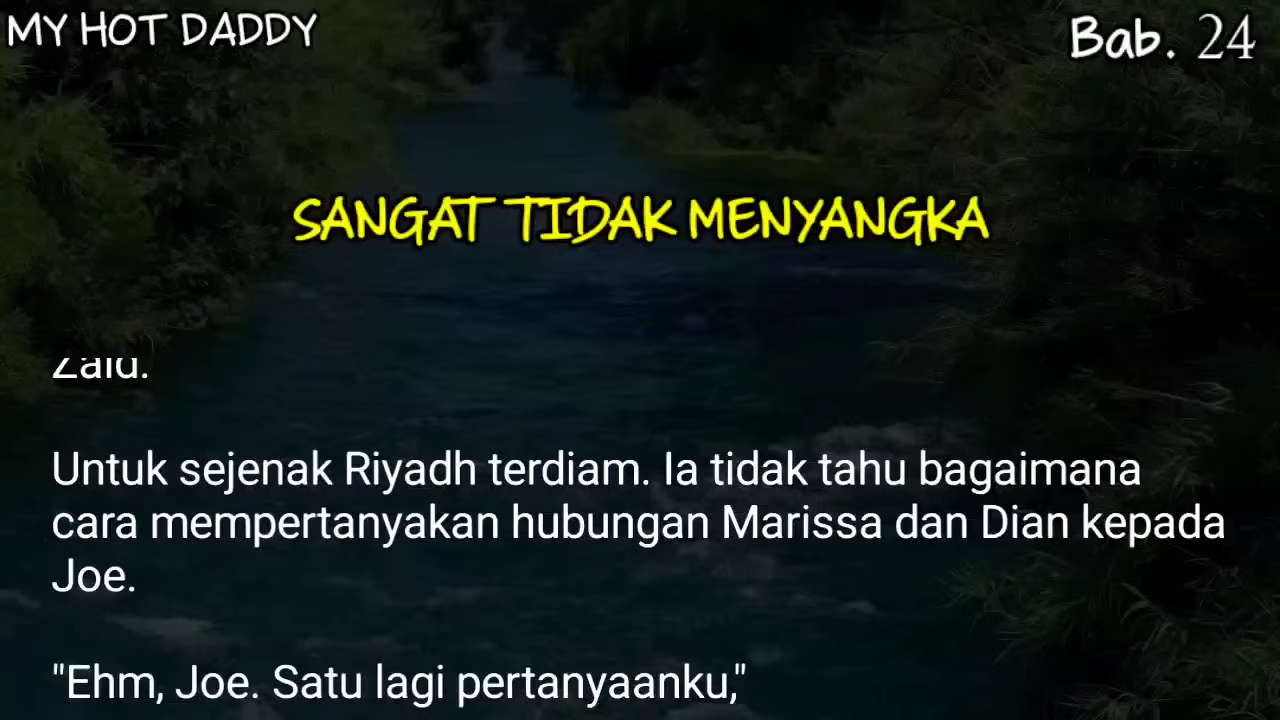 MY HOT DADDY
Bab. 24
SANGAT TIDAK MENYANGKA
Zaid.
Untuk sejenak Riyadh terdiam. Ia tidak tahu bagaimana
cara mempertanyakan hubungan Marissa dan Dian kepada
Joe.
"Ehm, Joe. Satu lagi pertanyaanku,"